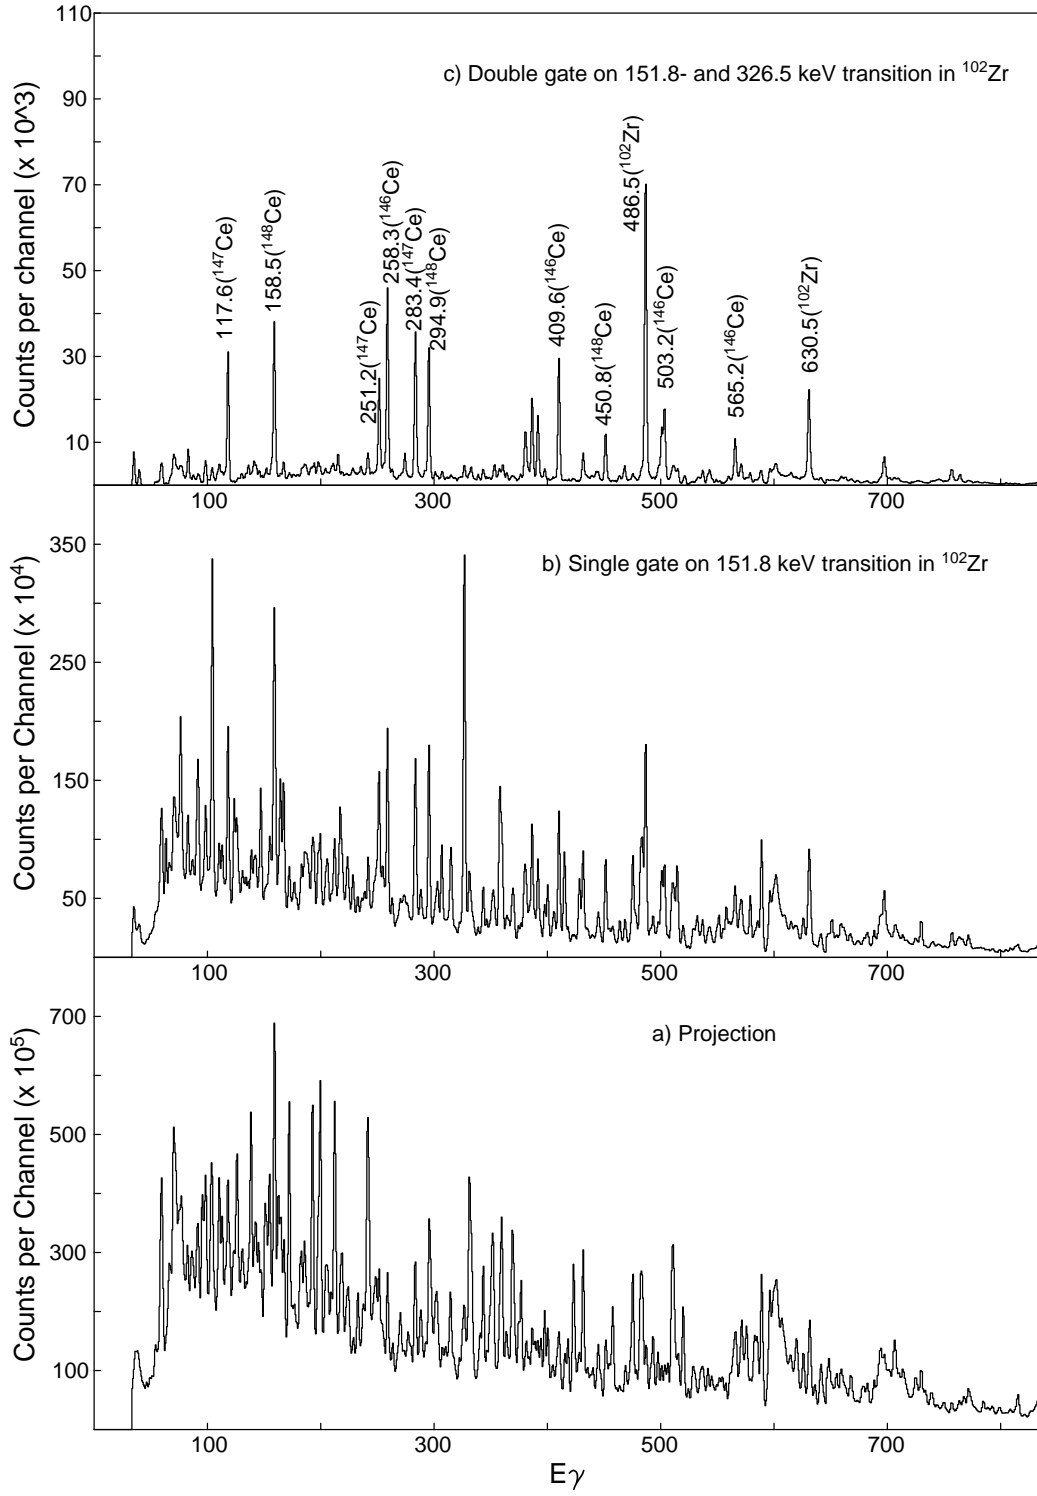 110
c) Double gate on 151.8- and 326.5 keV transition in ¹⁰²Zr
90
70
50
30
10
Counts per channel (x 10^3)
117.6(¹⁴⁷Ce)
158.5(¹⁴⁸Ce)
251.2(¹⁴⁷Ce)
258.3(¹⁴⁶Ce)
283.4(¹⁴⁷Ce)
294.9(¹⁴⁸Ce)
409.6(¹⁴⁶Ce)
450.8(¹⁴⁸Ce)
486.5(¹⁰²Zr)
503.2(¹⁴⁶Ce)
565.2(¹⁴⁶Ce)
630.5(¹⁰²Zr)
100 300 500 700
350
b) Single gate on 151.8 keV transition in ¹⁰²Zr
250
150
50
Counts per Channel (x 10⁴)
100 300 500 700
700
a) Projection
500
300
100
Counts per Channel (x 10⁵)
100 300 500 700
Eγ